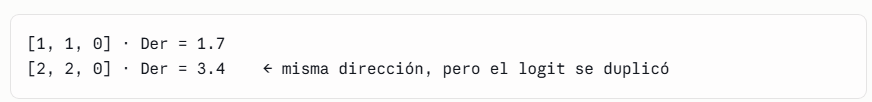 [1, 1, 0] · Der = 1.7
[2, 2, 0] · Der = 3.4    ← misma dirección, pero el logit se duplicó